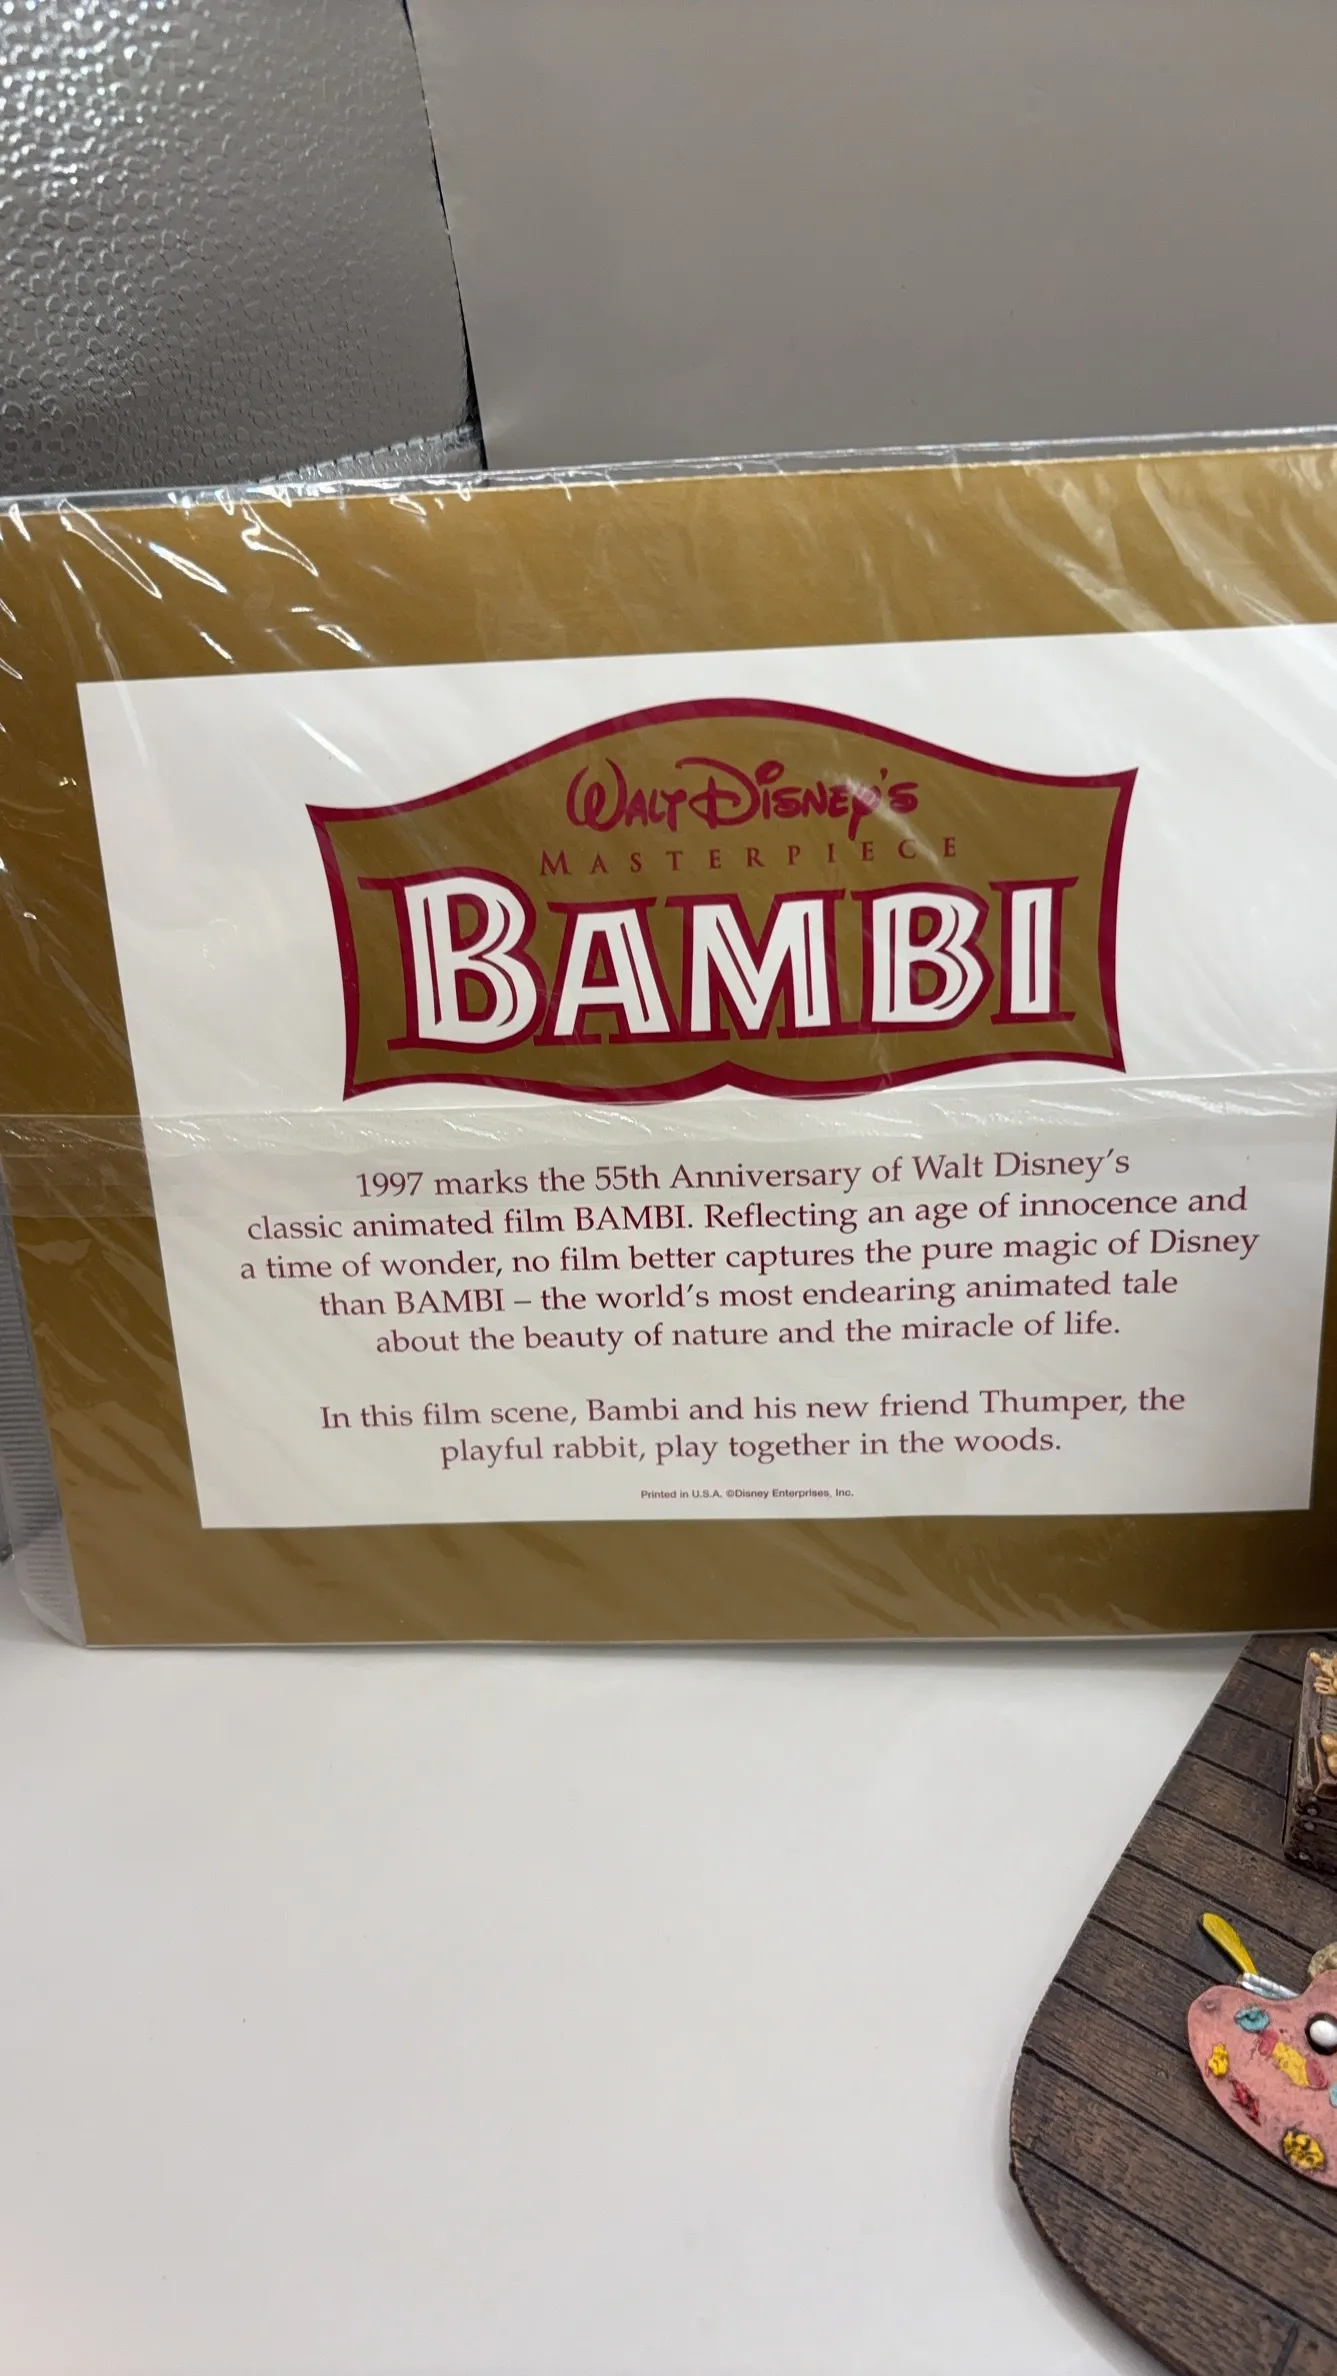 Walt Disney's
MASTERPIECE
BAMBI
1997 marks the 55th Anniversary of Walt Disney's
classic animated film BAMBI. Reflecting an age of innocence and
a time of wonder, no film better captures the pure magic of Disney
than BAMBI – the world's most endearing animated tale
about the beauty of nature and the miracle of life.
In this film scene, Bambi and his new friend Thumper, the
playful rabbit, play together in the woods.
Printed in U.S.A. ©Disney Enterprises, Inc.